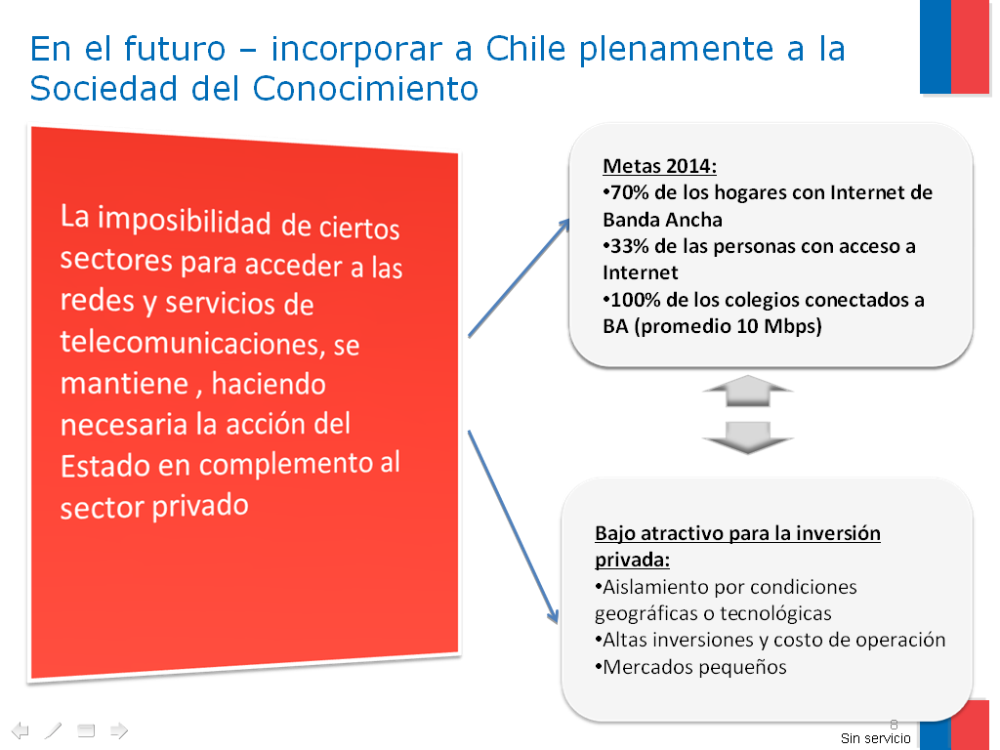 En el futuro – incorporar a Chile plenamente a la
Sociedad del Conocimiento
La imposibilidad de ciertos
sectores para acceder a las
redes y servicios de
telecomunicaciones, se
mantiene , haciendo
necesaria la acción del
Estado en complemento al
sector privado
Metas 2014:
•70% de los hogares con Internet de
Banda Ancha
•33% de las personas con acceso a
Internet
•100% de los colegios conectados a
BA (promedio 10 Mbps)
Bajo atractivo para la inversión
privada:
•Aislamiento por condiciones
geográficas o tecnológicas
•Altas inversiones y costo de operación
•Mercados pequeños
8
Sin servicio